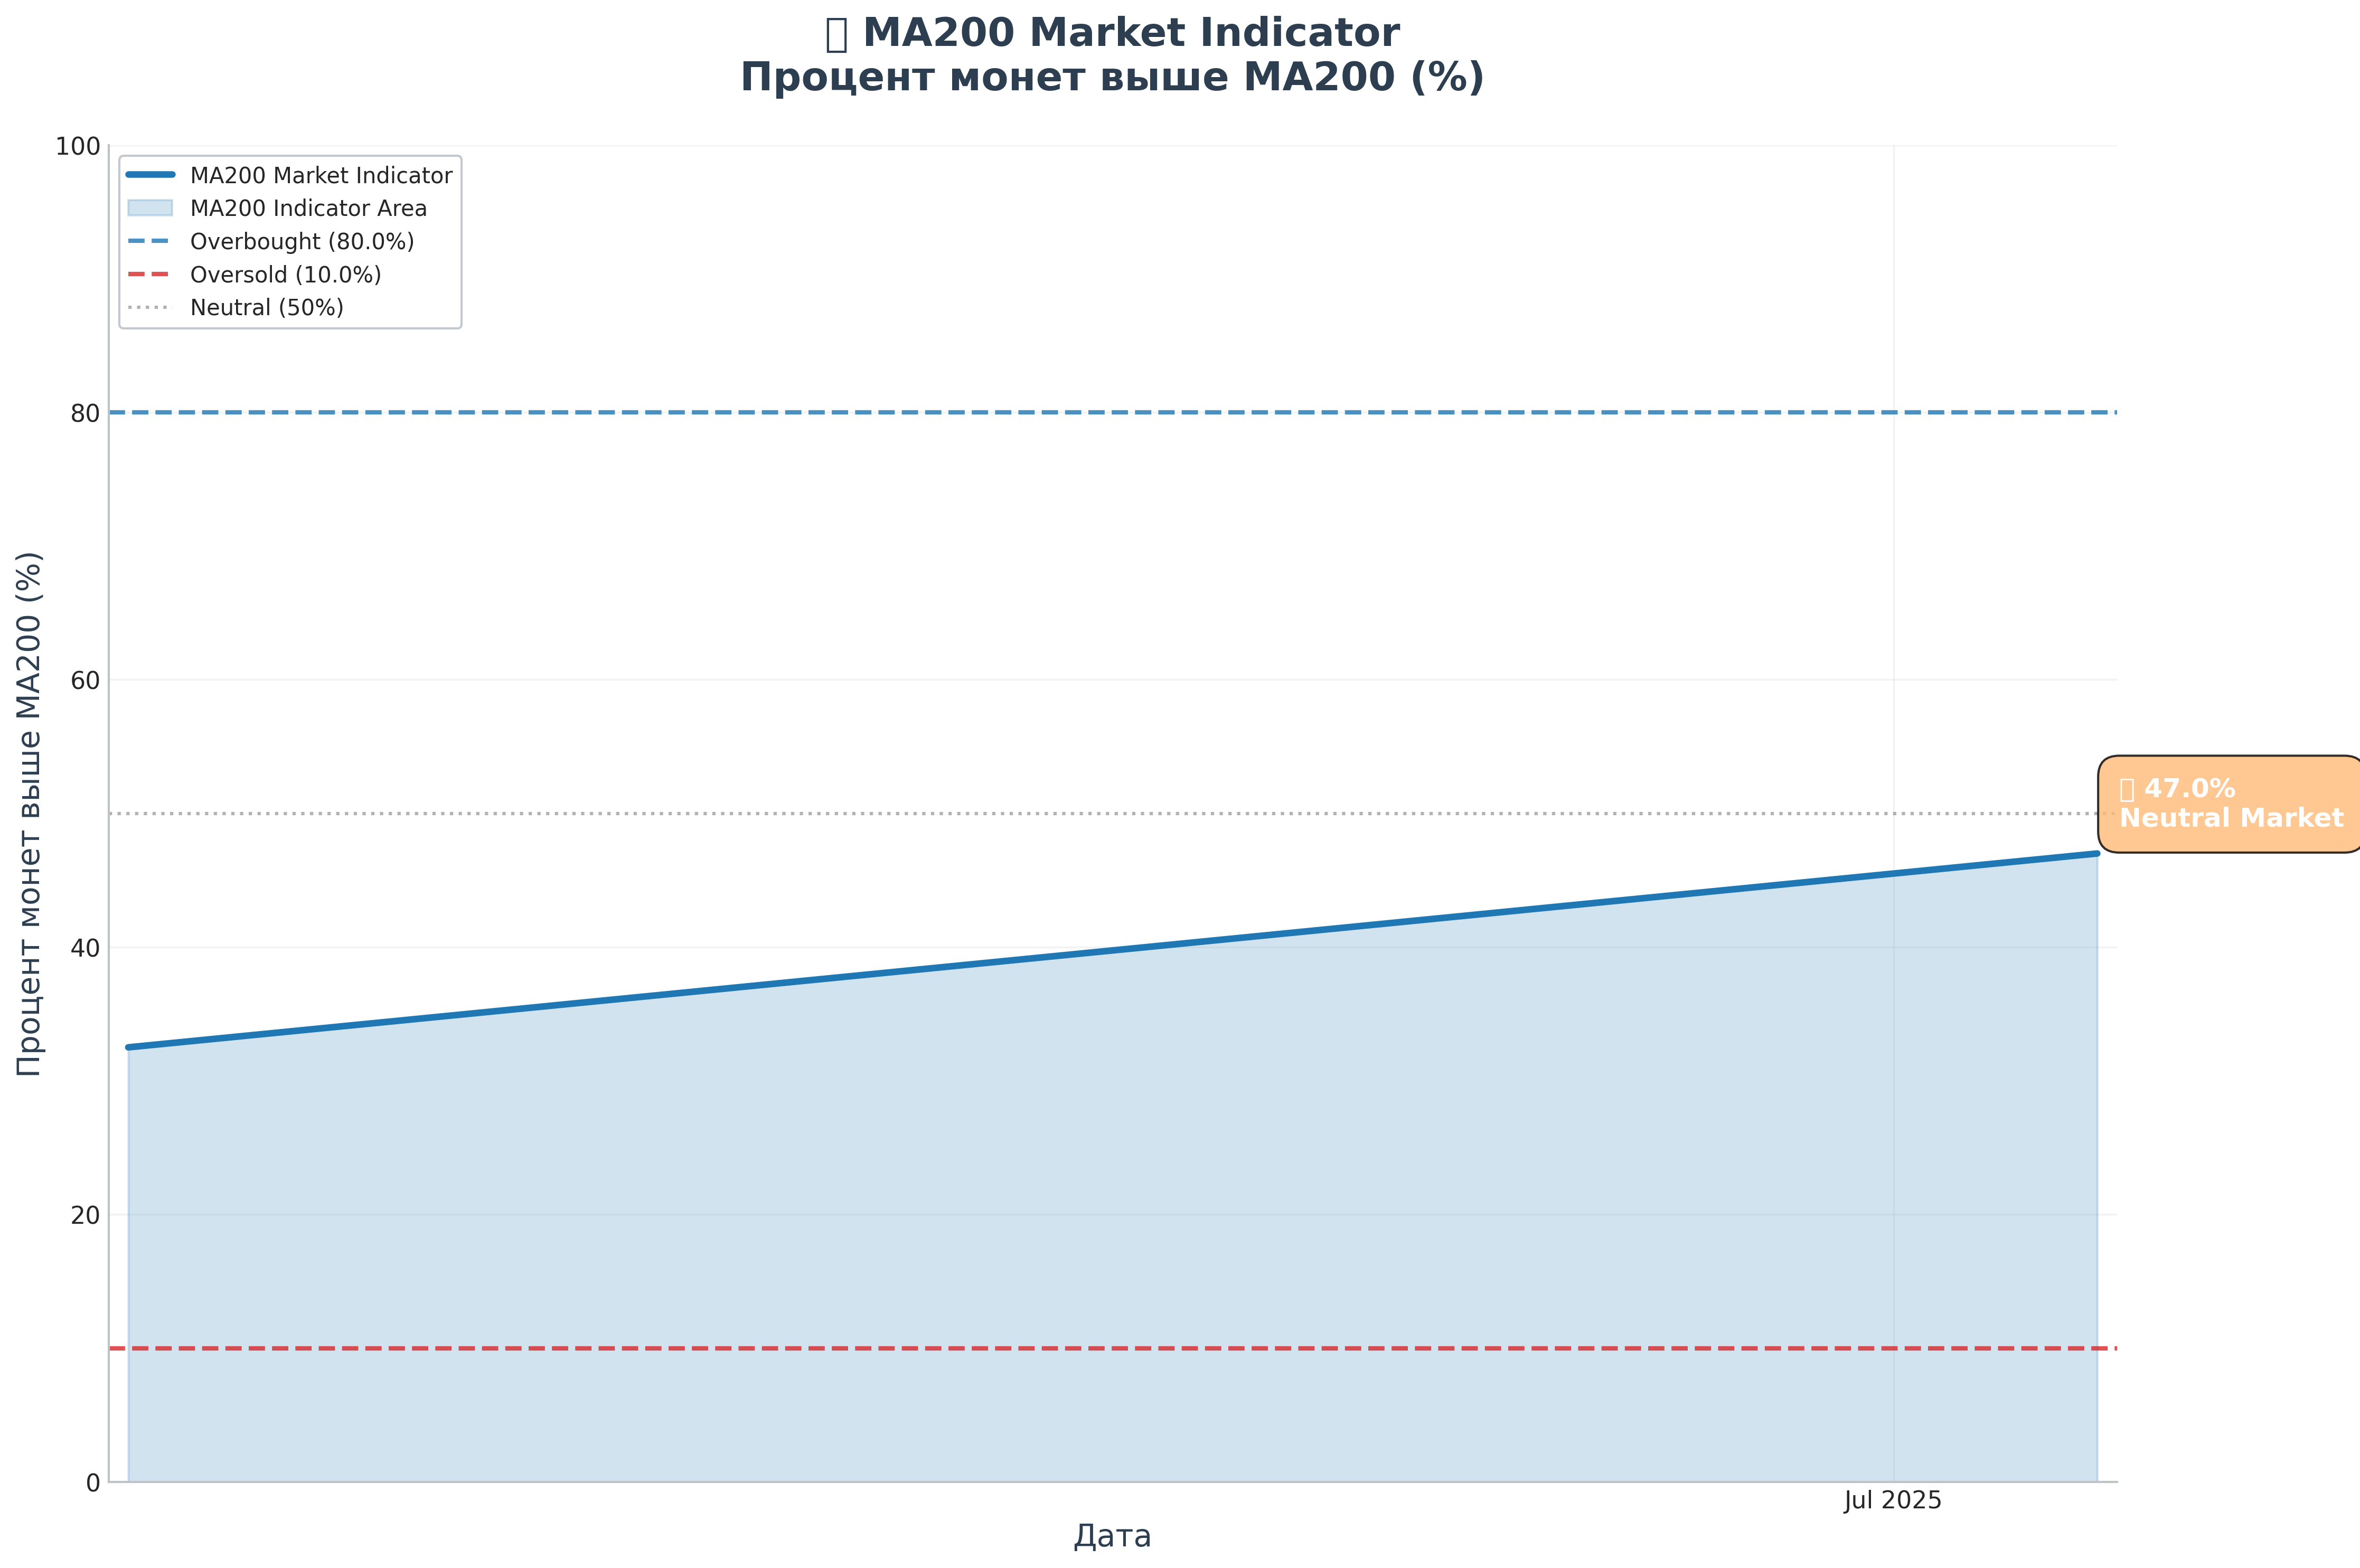 MA200 Market Indicator
Процент монет выше MA200 (%)
100
80
60
40
20
0
MA200 Market Indicator
MA200 Indicator Area
Overbought (80.0%)
Oversold (10.0%)
Neutral (50%)
Процент монет выше MA200 (%)
47.0%
Neutral Market
Jul 2025
Дата